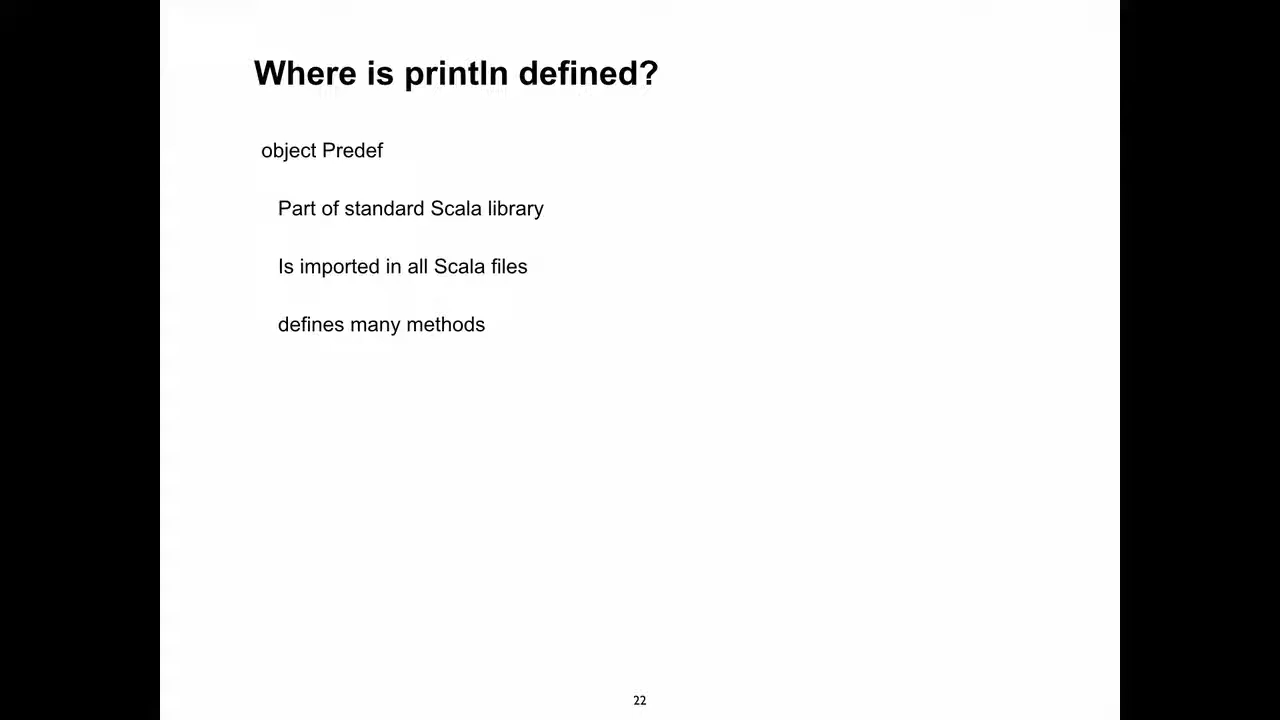 Where is println defined?
object Predef
Part of standard Scala library
Is imported in all Scala files
defines many methods
22